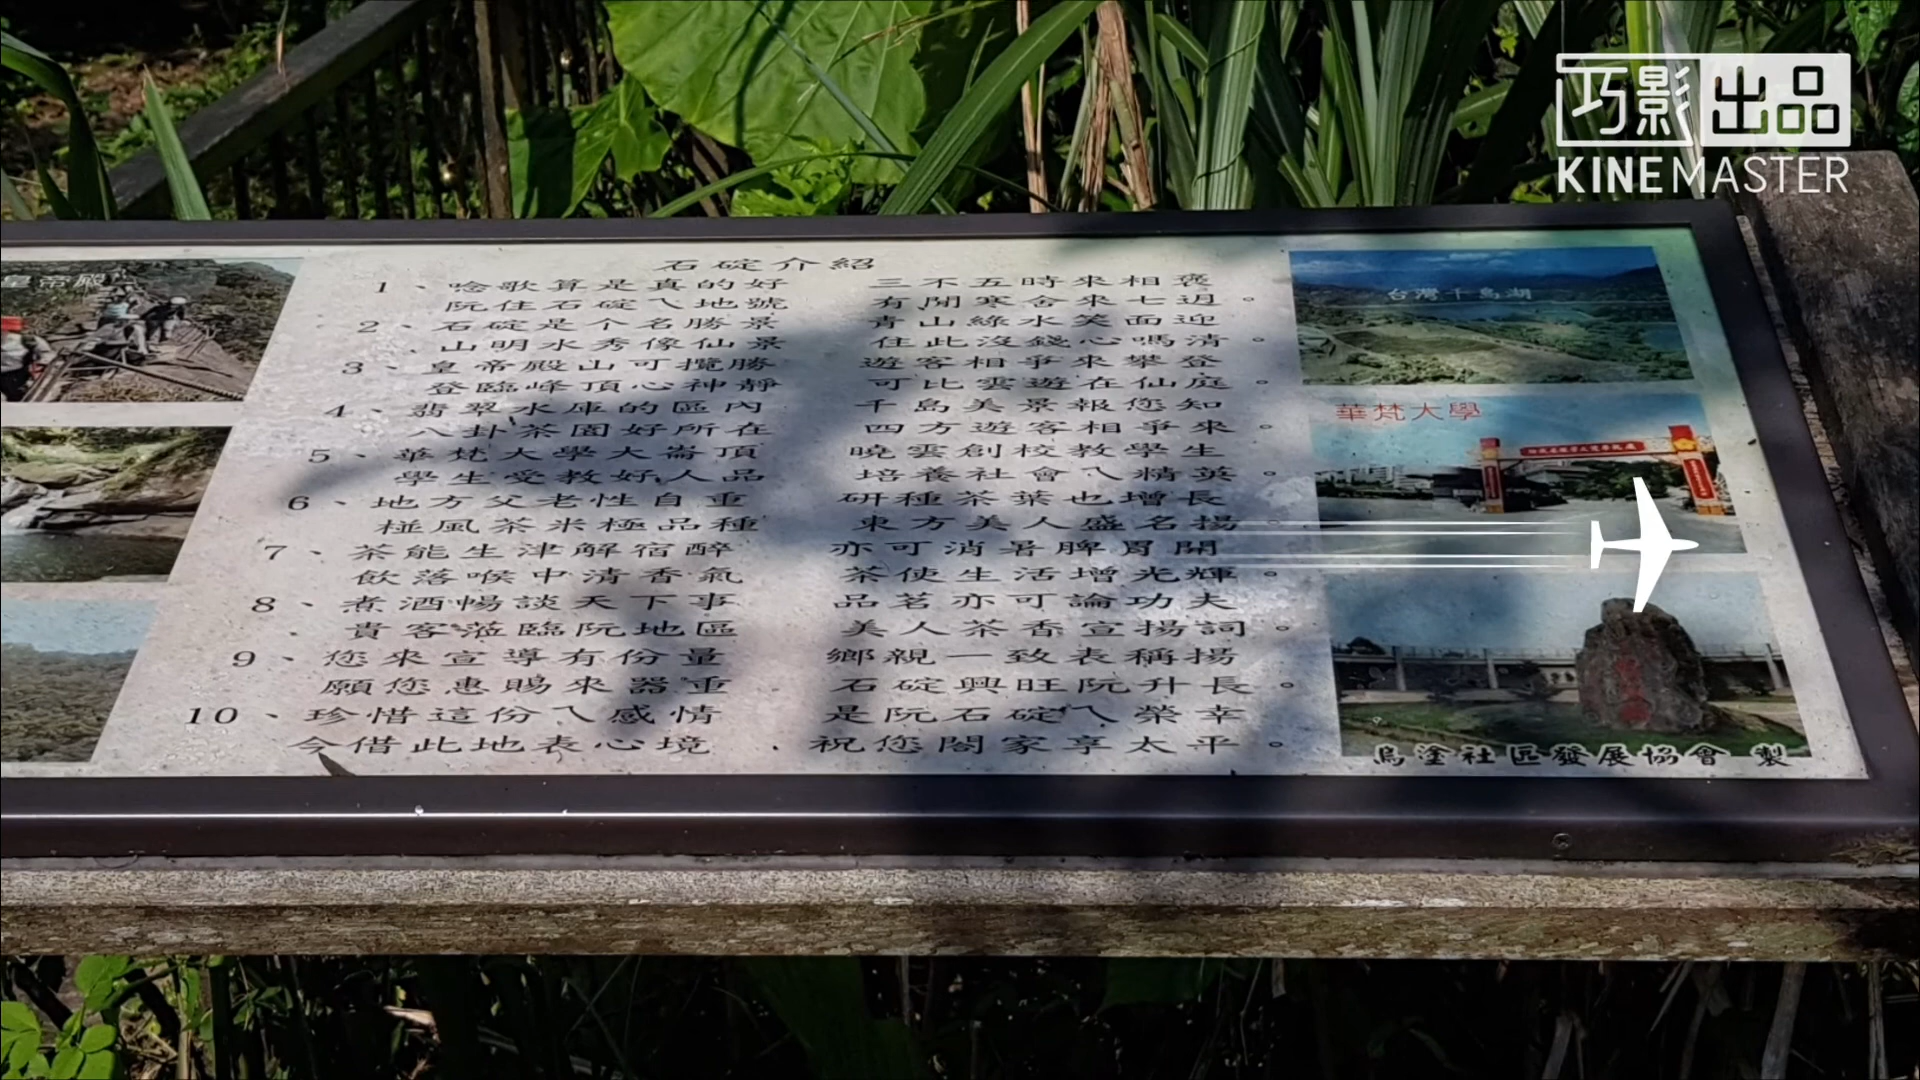 巧影出品
KINEMASTER
皇帝殿
石碇介紹
1、唸歌算是真的好 三不五時來相褒
阮住石碇ㄟ地號 有閒寒舍來七迌。
2、石碇是个名勝景 青山綠水笑面迎
山明水秀像仙景 住此沒錢心嗎清。
3、皇帝殿山可攬勝 遊客相爭來攀登
登臨峰頂心神靜 可比雲遊在仙庭。
4、翡翠水庫的區內 千島美景報您知
八卦茶園好所在 四方遊客相爭來。
5、華梵大學大崙頂 曉雲創校教學生
學生受教好人品 培養社會ㄟ精英。
6、地方父老性自重 研種茶葉也增長
椪風茶米極品種 東方美人盛名揚
7、茶能生津解宿醉 亦可消暑脾胃開
飲落喉中清香氣 茶使生活增光輝。
8、煮酒暢談天下事 品茗亦可論功夫
貴客蒞臨阮地區 美人茶香宣揚詞。
9、您來宣導有份量 鄉親一致表稱揚
願您惠賜來器重 石碇興旺阮升長。
10、珍惜這份ㄟ感情 是阮石碇ㄟ榮幸
今借此地表心境 祝您閤家享太平。
台灣千島湖
華梵大學
烏塗社區發展協會 製